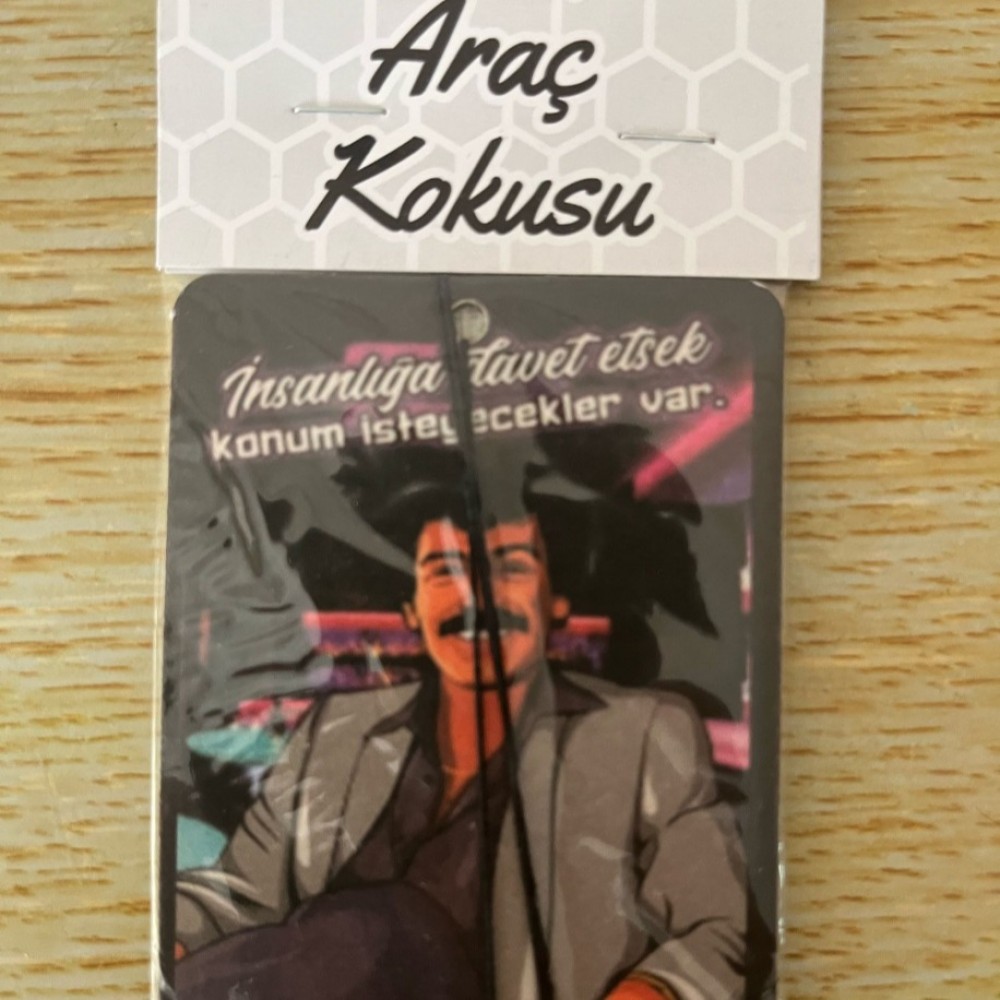 Araç
Kokusu
İnsanlığa davet etsek
konum isteyecekler var.